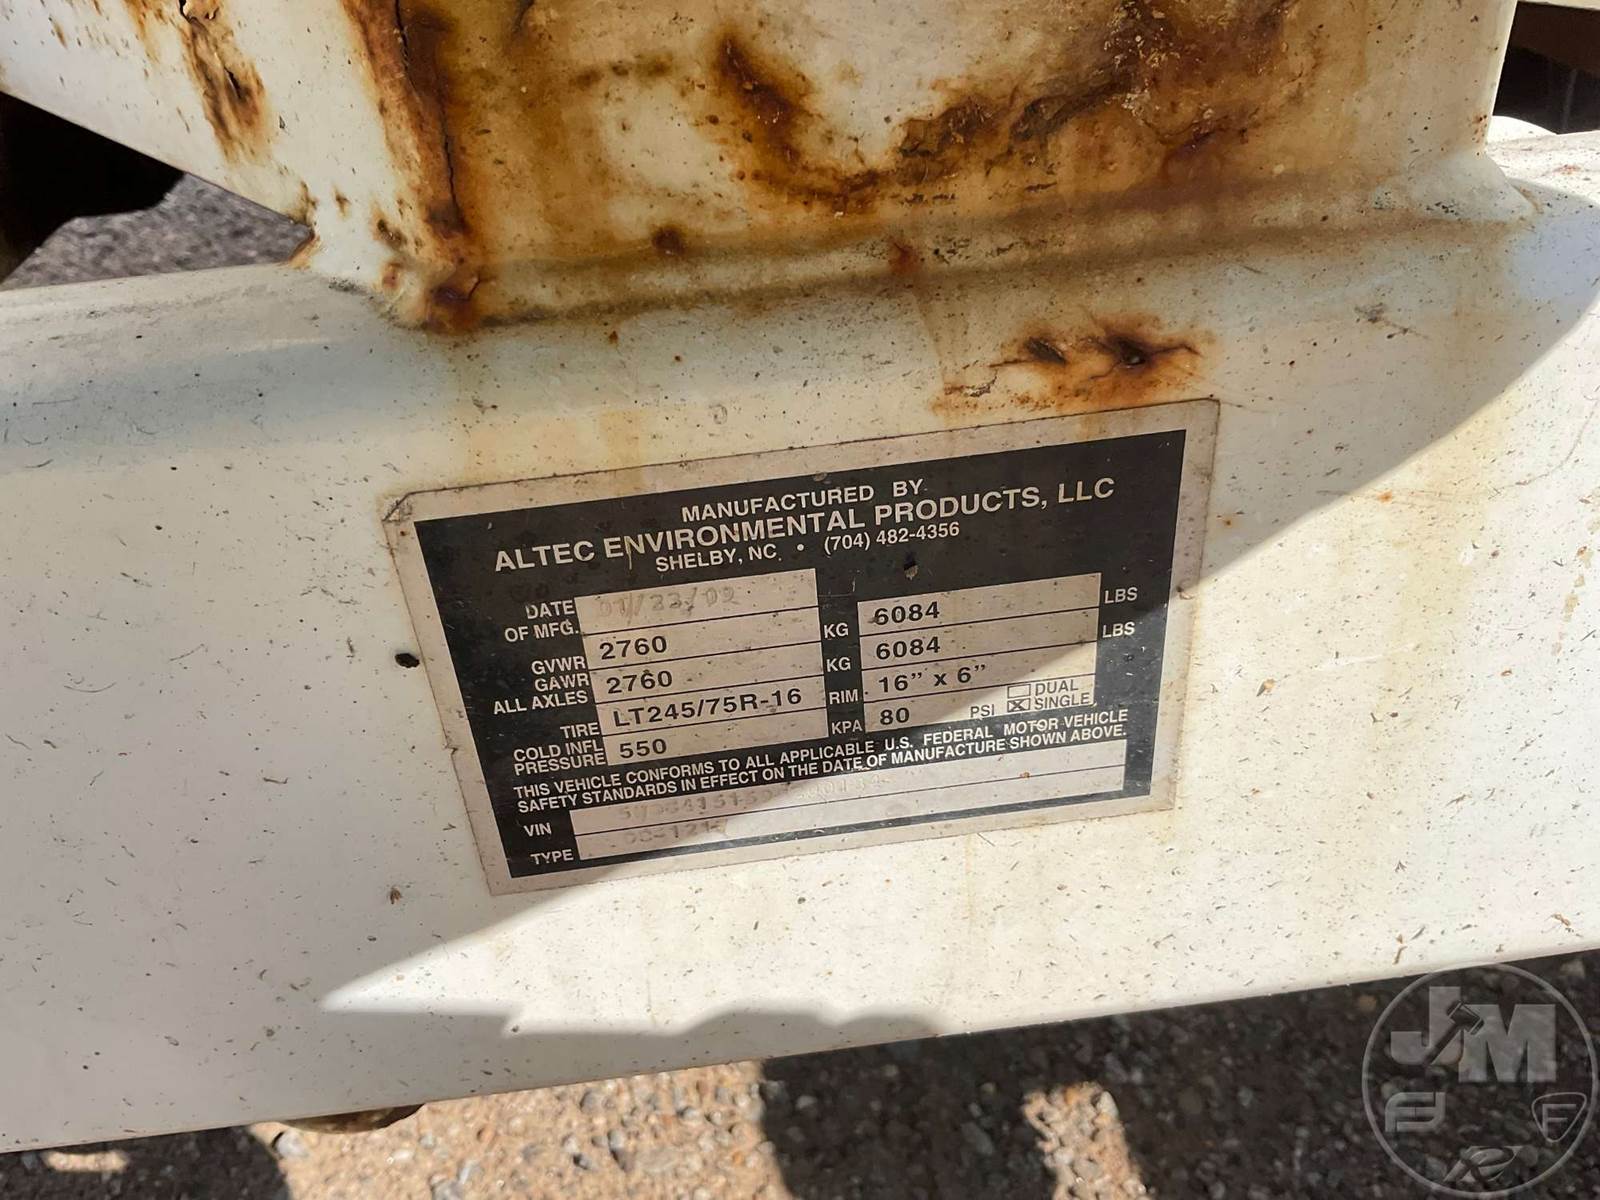 MANUFACTURED BY
ALTEC ENVIRONMENTAL PRODUCTS, LLC
SHELBY, NC. • (704) 482-4356
DATE OF MFG. 01/23/09
GVWR 2760 KG 6084 LBS
GAWR ALL AXLES 2760 KG 6084 LBS
TIRE LT245/75R-16 RIM 16" x 6"
COLD INFL PRESSURE 550 KPA 80 PSI DUAL SINGLE
THIS VEHICLE CONFORMS TO ALL APPLICABLE U.S. FEDERAL MOTOR VEHICLE
SAFETY STANDARDS IN EFFECT ON THE DATE OF MANUFACTURE SHOWN ABOVE.
VIN
TYPE
JM